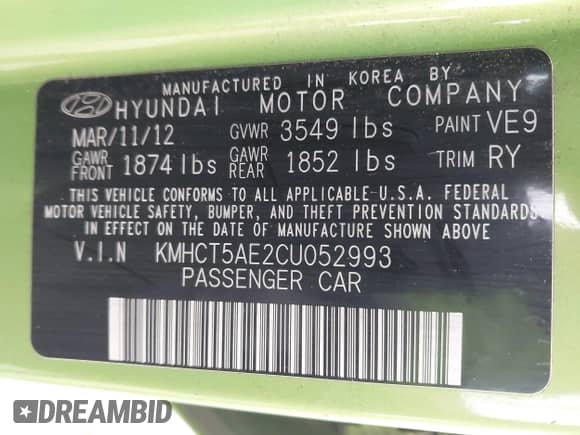 MANUFACTURED IN KOREA BY
HYUNDAI MOTOR COMPANY
MAR/11/12 GVWR 3549 lbs PAINT VE9
GAWR FRONT 1874 lbs GAWR REAR 1852 lbs TRIM RY
THIS VEHICLE CONFORMS TO ALL APPLICABLE U.S.A. FEDERAL
MOTOR VEHICLE SAFETY, BUMPER, AND THEFT PREVENTION STANDARDS
IN EFFECT ON THE DATE OF MANUFACTURE SHOWN ABOVE
V.I.N KMHCT5AE2CU052993
PASSENGER CAR
DREAMBID